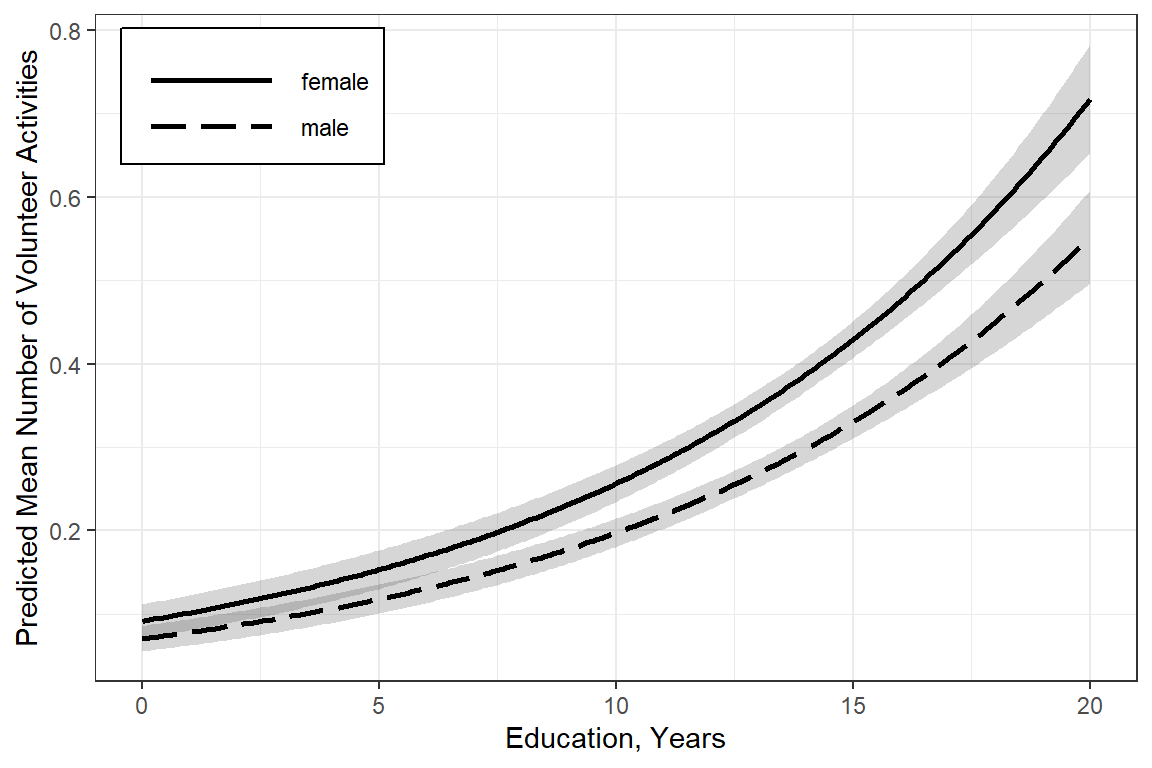 Predicted Mean Number of Volunteer Activities
0.8
0.6
0.4
0.2
female
male
0 5 10 15 20
Education, Years